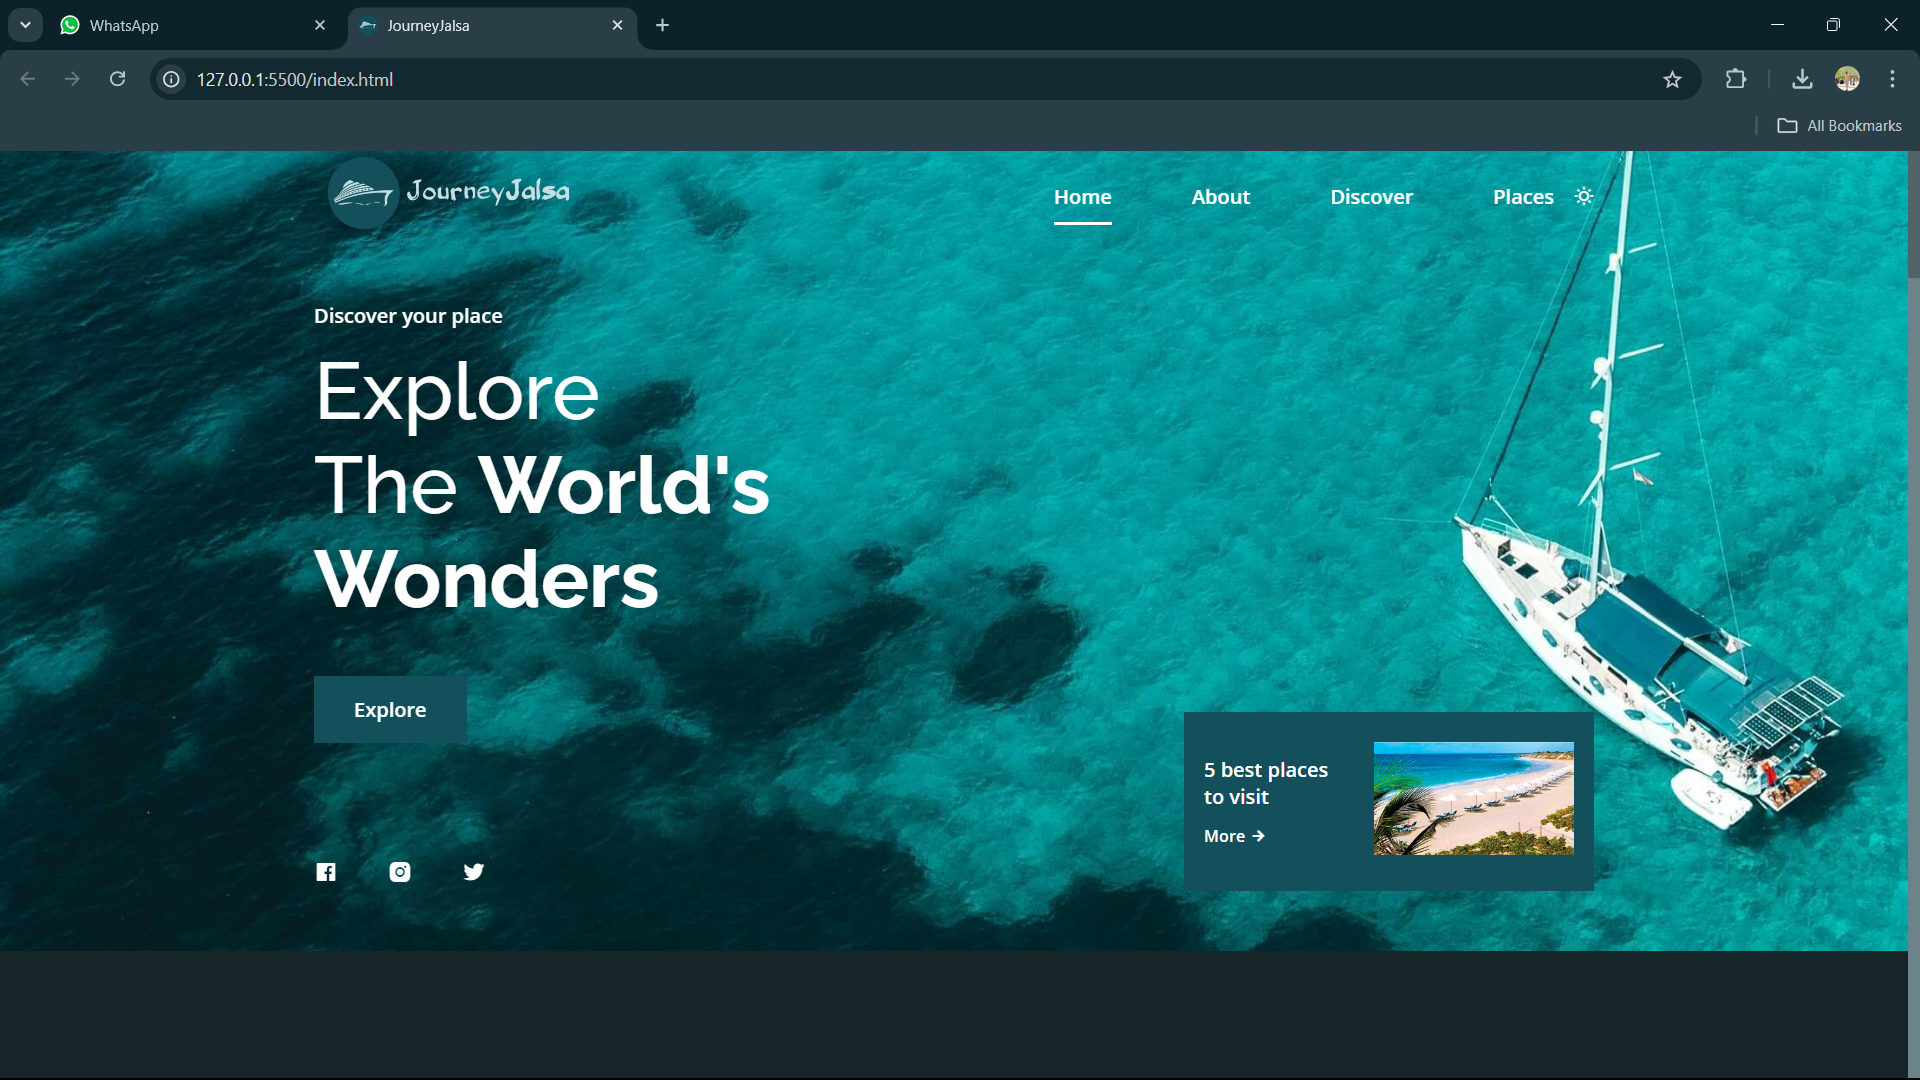 WhatsApp
JourneyJalsa
127.0.0.1:5500/index.html
All Bookmarks
JourneyJalsa
Home
About
Discover
Places
Discover your place
Explore
The World's
Wonders
Explore
5 best places
to visit
More →